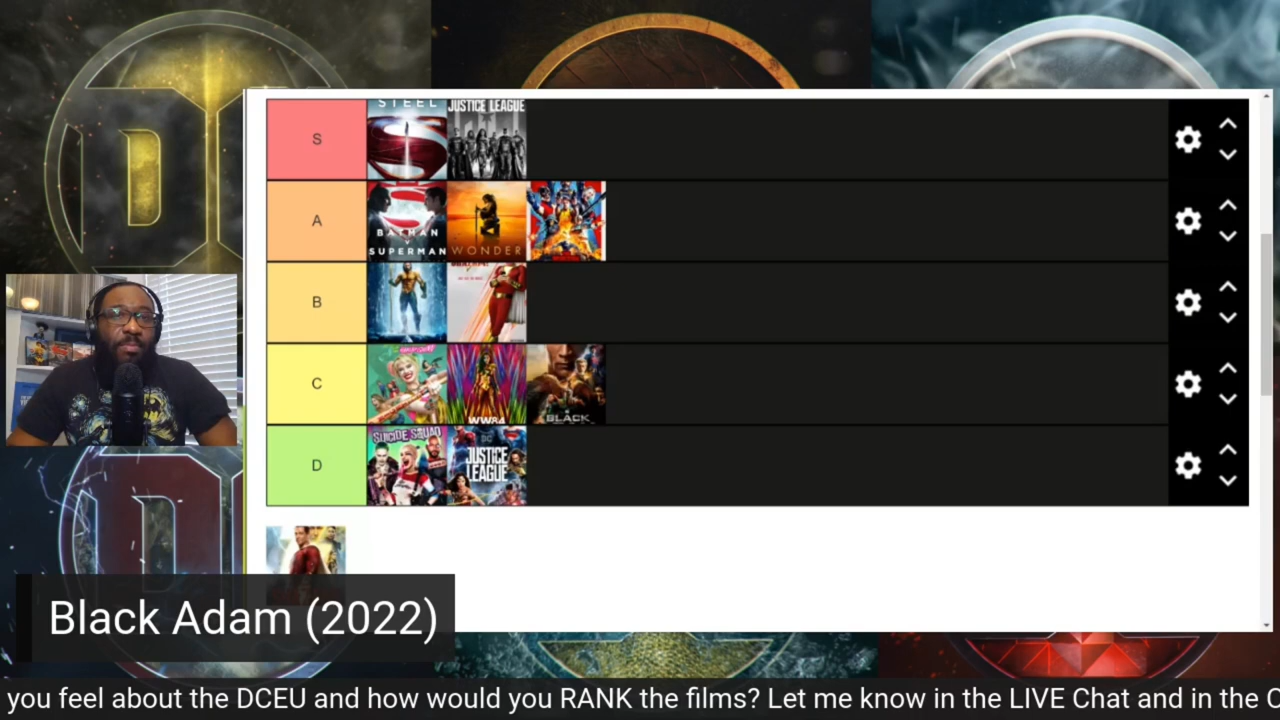 S
STEEL
JUSTICE LEAGUE
A
BATMAN
V
SUPERMAN
WONDER
B
C
WW84
BLACK
D
SUICIDE SQUAD
DC
JUSTICE
LEAGUE
Black Adam (2022)
you feel about the DCEU and how would you RANK the films? Let me know in the LIVE Chat and in the C